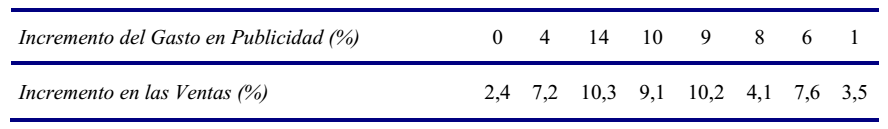 Incremento del Gasto en Publicidad (%) 0 4 14 10 9 8 6 1
Incremento en las Ventas (%) 2,4 7,2 10,3 9,1 10,2 4,1 7,6 3,5